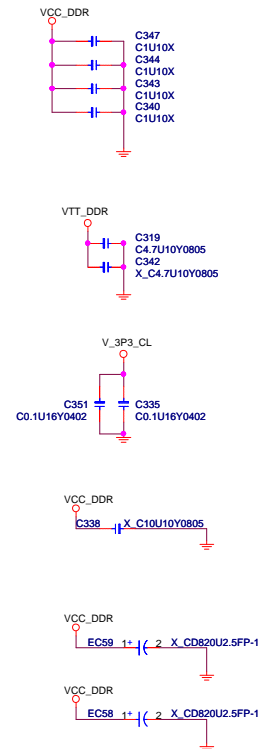 VCC_DDR
C347
C1U10X
C344
C1U10X
C343
C1U10X
C340
C1U10X
VTT_DDR
C319
C4.7U10Y0805
C342
X_C4.7U10Y0805
V_3P3_CL
C351 C335
C0.1U16Y0402 C0.1U16Y0402
VCC_DDR
C338 X_C10U10Y0805
VCC_DDR
EC59 1+ 2 X_CD820U2.5FP-1
VCC_DDR
EC58 1+ 2 X_CD820U2.5FP-1